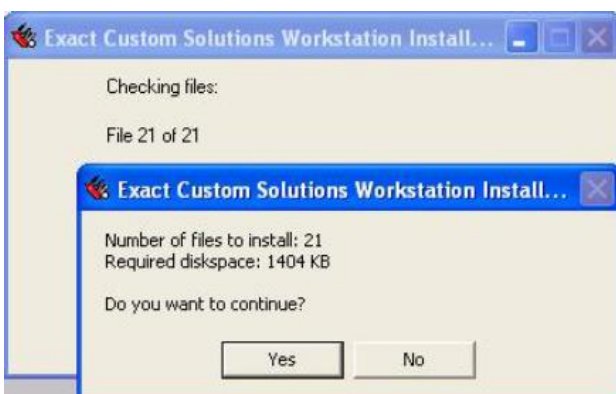 Exact Custom Solutions Workstation Install...
Checking files:
File 21 of 21
Exact Custom Solutions Workstation Install...
Number of files to install: 21
Required diskspace: 1404 KB
Do you want to continue?
Yes No